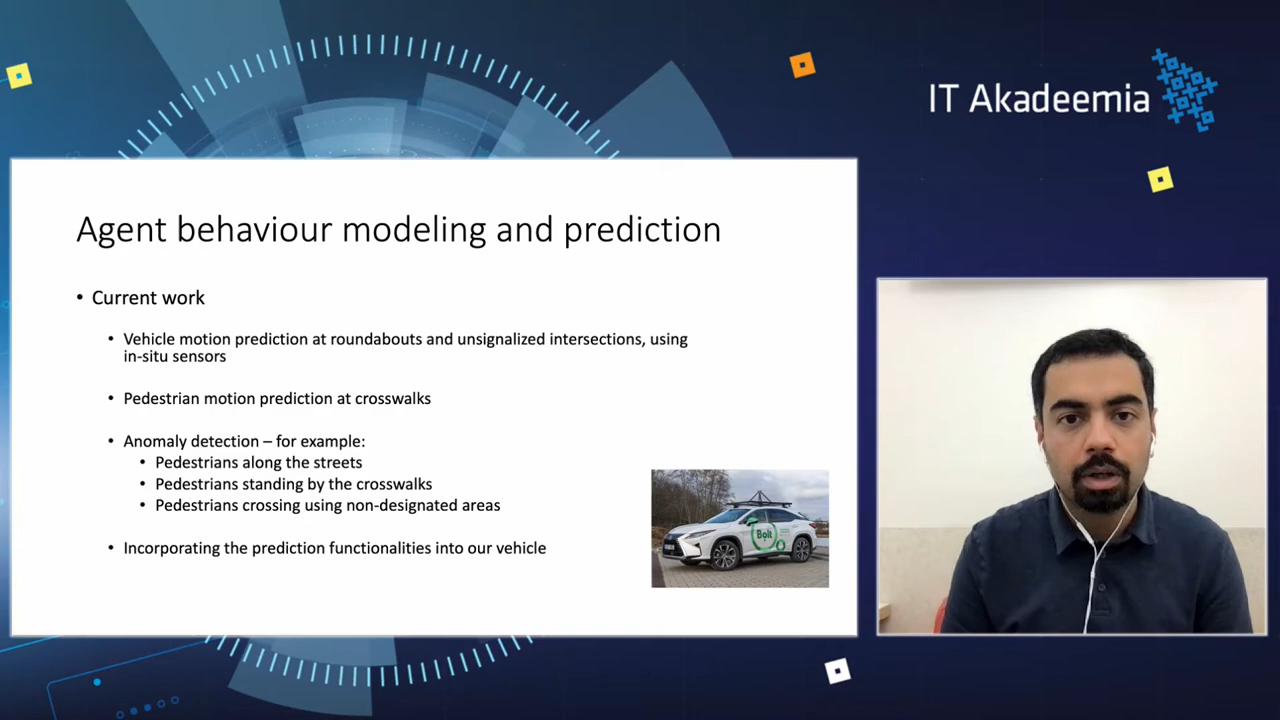 IT Akadeemia
Agent behaviour modeling and prediction
• Current work
• Vehicle motion prediction at roundabouts and unsignalized intersections, using
in-situ sensors
• Pedestrian motion prediction at crosswalks
• Anomaly detection – for example:
• Pedestrians along the streets
• Pedestrians standing by the crosswalks
• Pedestrians crossing using non-designated areas
• Incorporating the prediction functionalities into our vehicle
Bolt